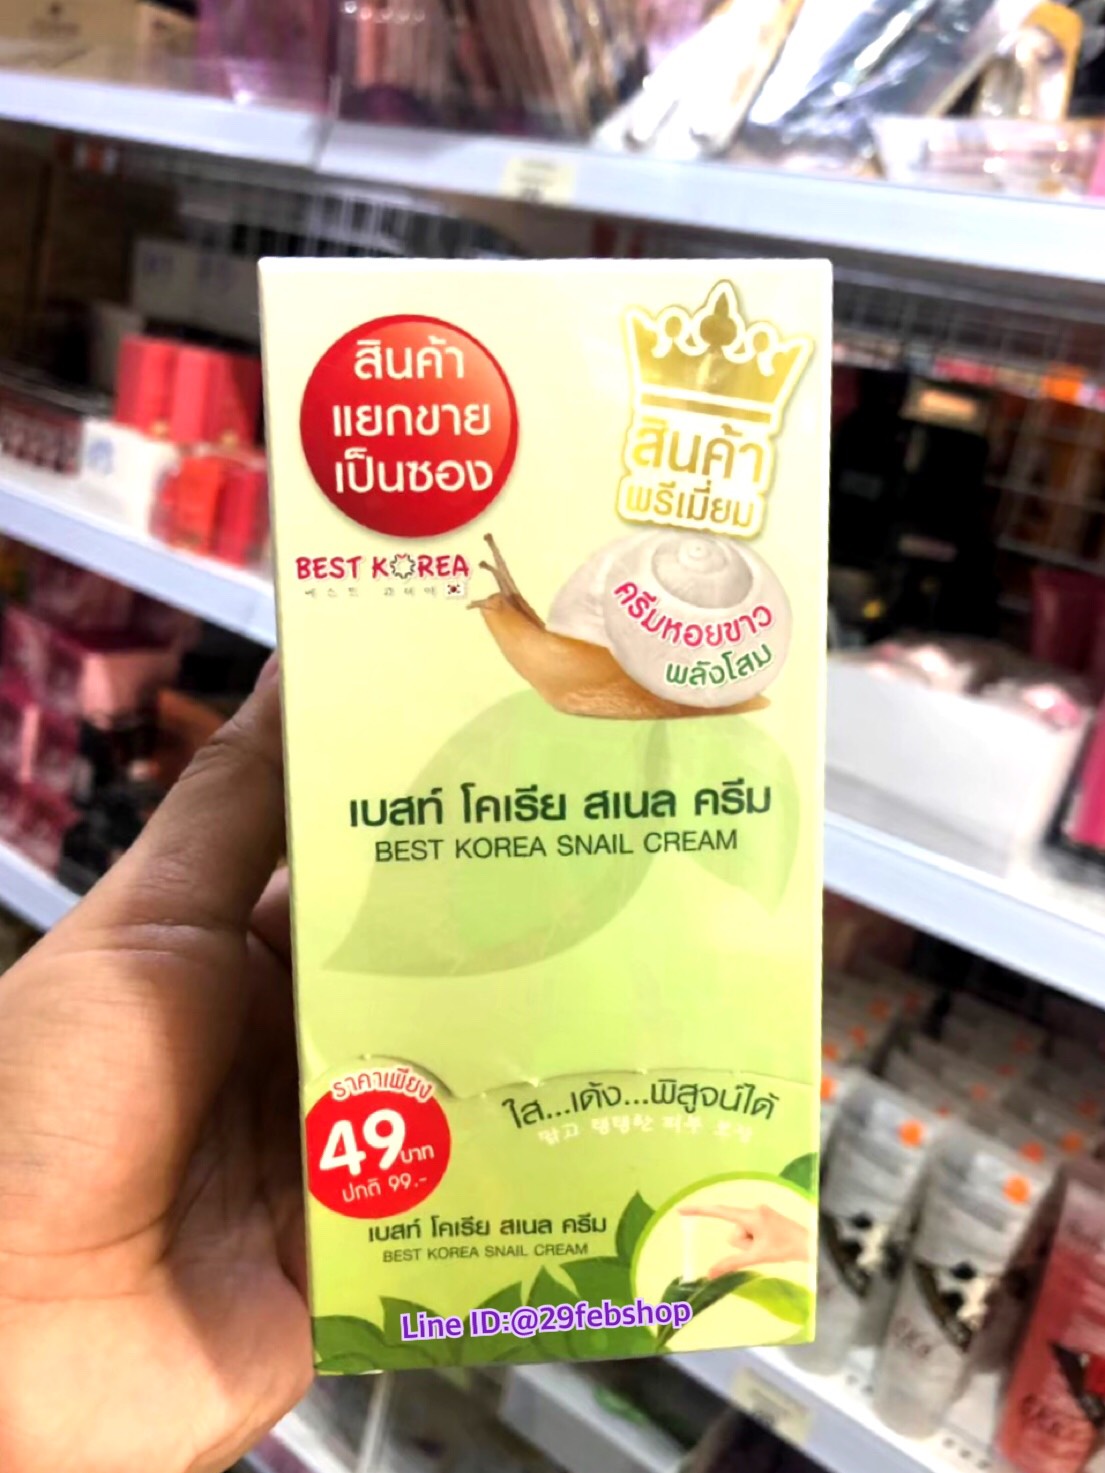 สินค้า
แยกขาย
เป็นซอง
สินค้า
พรีเมี่ยม
BEST KOREA
ครีมหอยขาว
พลังโสม
เบสท์ โคเรีย สเนล ครีม
BEST KOREA SNAIL CREAM
ราคาเพียง
49บาท
ปกติ 99.-
ใส...เด้ง...พิสูจน์ได้
เบสท์ โคเรีย สเนล ครีม
BEST KOREA SNAIL CREAM
Line ID:@29febshop